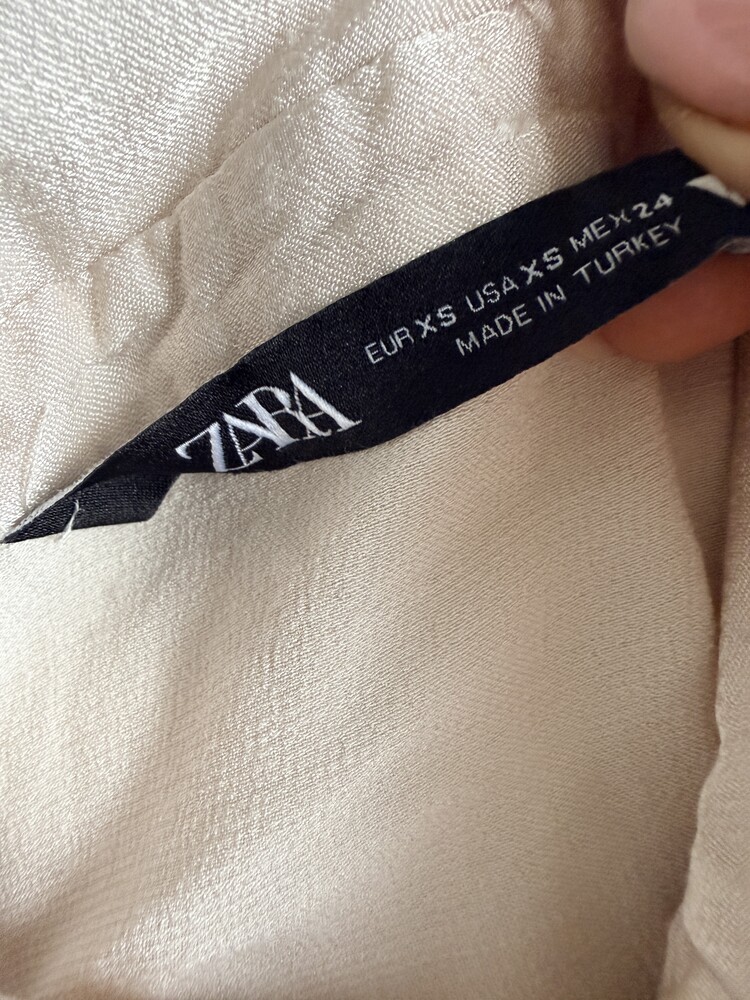 ZARA
EUR XS USA XS MEX 24
MADE IN TURKEY